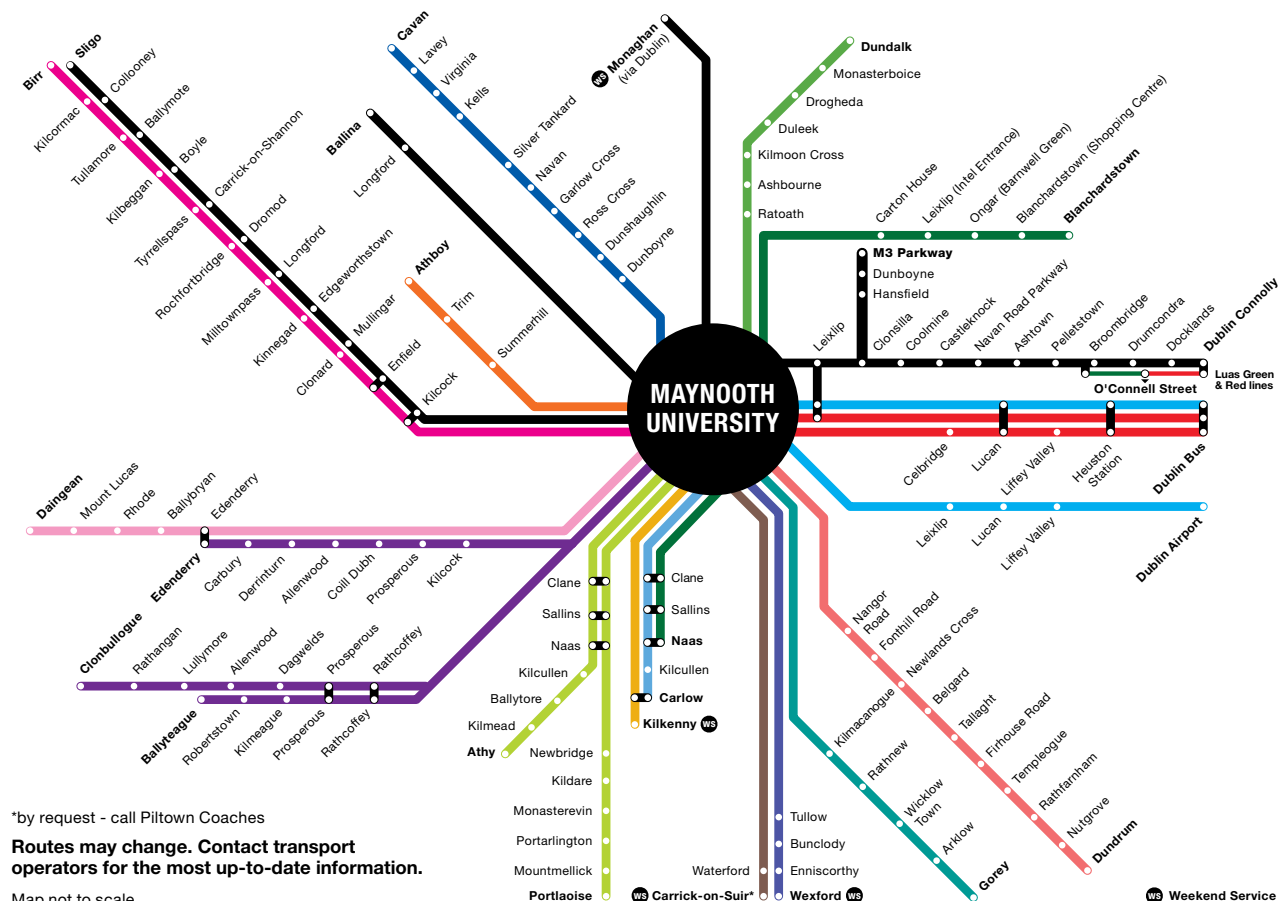 Birr
Kilcormac
Tullamore
Kilbeggan
Tyrrellspass
Rochfortbridge
Milltownpass
Kinnegad
Clonard
Sligo
Collooney
Ballymote
Boyle
Carrick-on-Shannon
Dromod
Longford
Edgeworthstown
Mullingar
Enfield
Kilcock
Ballina
Longford
Athboy
Trim
Summerhill
Cavan
Lavey
Virginia
Kells
Silver Tankard
Navan
Garlow Cross
Ross Cross
Dunshaughlin
Dunboyne
WS Monaghan
(via Dublin)
Dundalk
Monasterboice
Drogheda
Duleek
Kilmoon Cross
Ashbourne
Ratoath
Carton House
Leixlip (Intel Entrance)
Ongar (Barnwell Green)
Blanchardstown (Shopping Centre)
Blanchardstown
M3 Parkway
Dunboyne
Hansfield
Leixlip
Clonsilla
Coolmine
Castleknock
Navan Road Parkway
Ashtown
Pelletstown
Broombridge
Drumcondra
Docklands
Dublin Connolly
Luas Green
& Red lines
O'Connell Street
MAYNOOTH
UNIVERSITY
Celbridge
Lucan
Liffey Valley
Heuston
Station
Dublin Bus
Leixlip
Lucan
Liffey Valley
Dublin Airport
Daingean
Mount Lucas
Rhode
Ballybryan
Edenderry
Edenderry
Carbury
Derrinturn
Allenwood
Coill Dubh
Prosperous
Kilcock
Clonbullogue
Rathangan
Lullymore
Allenwood
Dagwelds
Prosperous
Rathcoffey
Ballyteague
Robertstown
Kilmeague
Prosperous
Rathcoffey
Clane
Sallins
Naas
Kilcullen
Ballytore
Kilmead
Athy
Newbridge
Kildare
Monasterevin
Portarlington
Mountmellick
Portlaoise
Clane
Sallins
Naas
Kilcullen
Carlow
Kilkenny WS
Waterford
WS Carrick-on-Suir*
Tullow
Bunclody
Enniscorthy
Wexford WS
Kilmacanogue
Rathnew
Wicklow
Town
Arklow
Gorey
Nangor
Road
Fonthill Road
Newlands Cross
Belgard
Tallaght
Firhouse Road
Templeogue
Rathfarnham
Nutgrove
Dundrum
*by request - call Piltown Coaches
Routes may change. Contact transport
operators for the most up-to-date information.
Map not to scale
WS Weekend Service